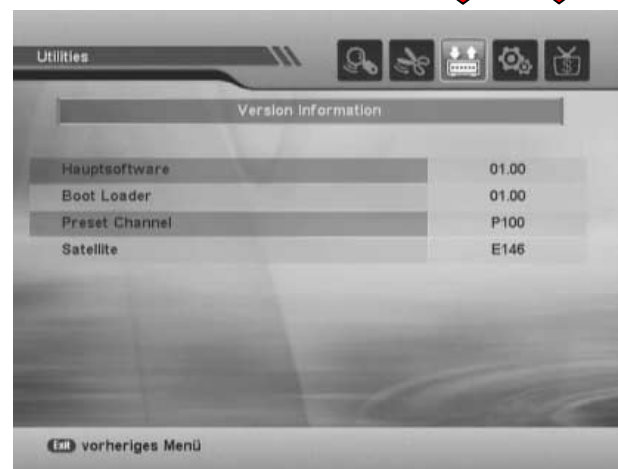 Utilities
Version Information
Hauptsoftware 01.00
Boot Loader 01.00
Preset Channel P100
Satellite E146
Exit vorheriges Menü